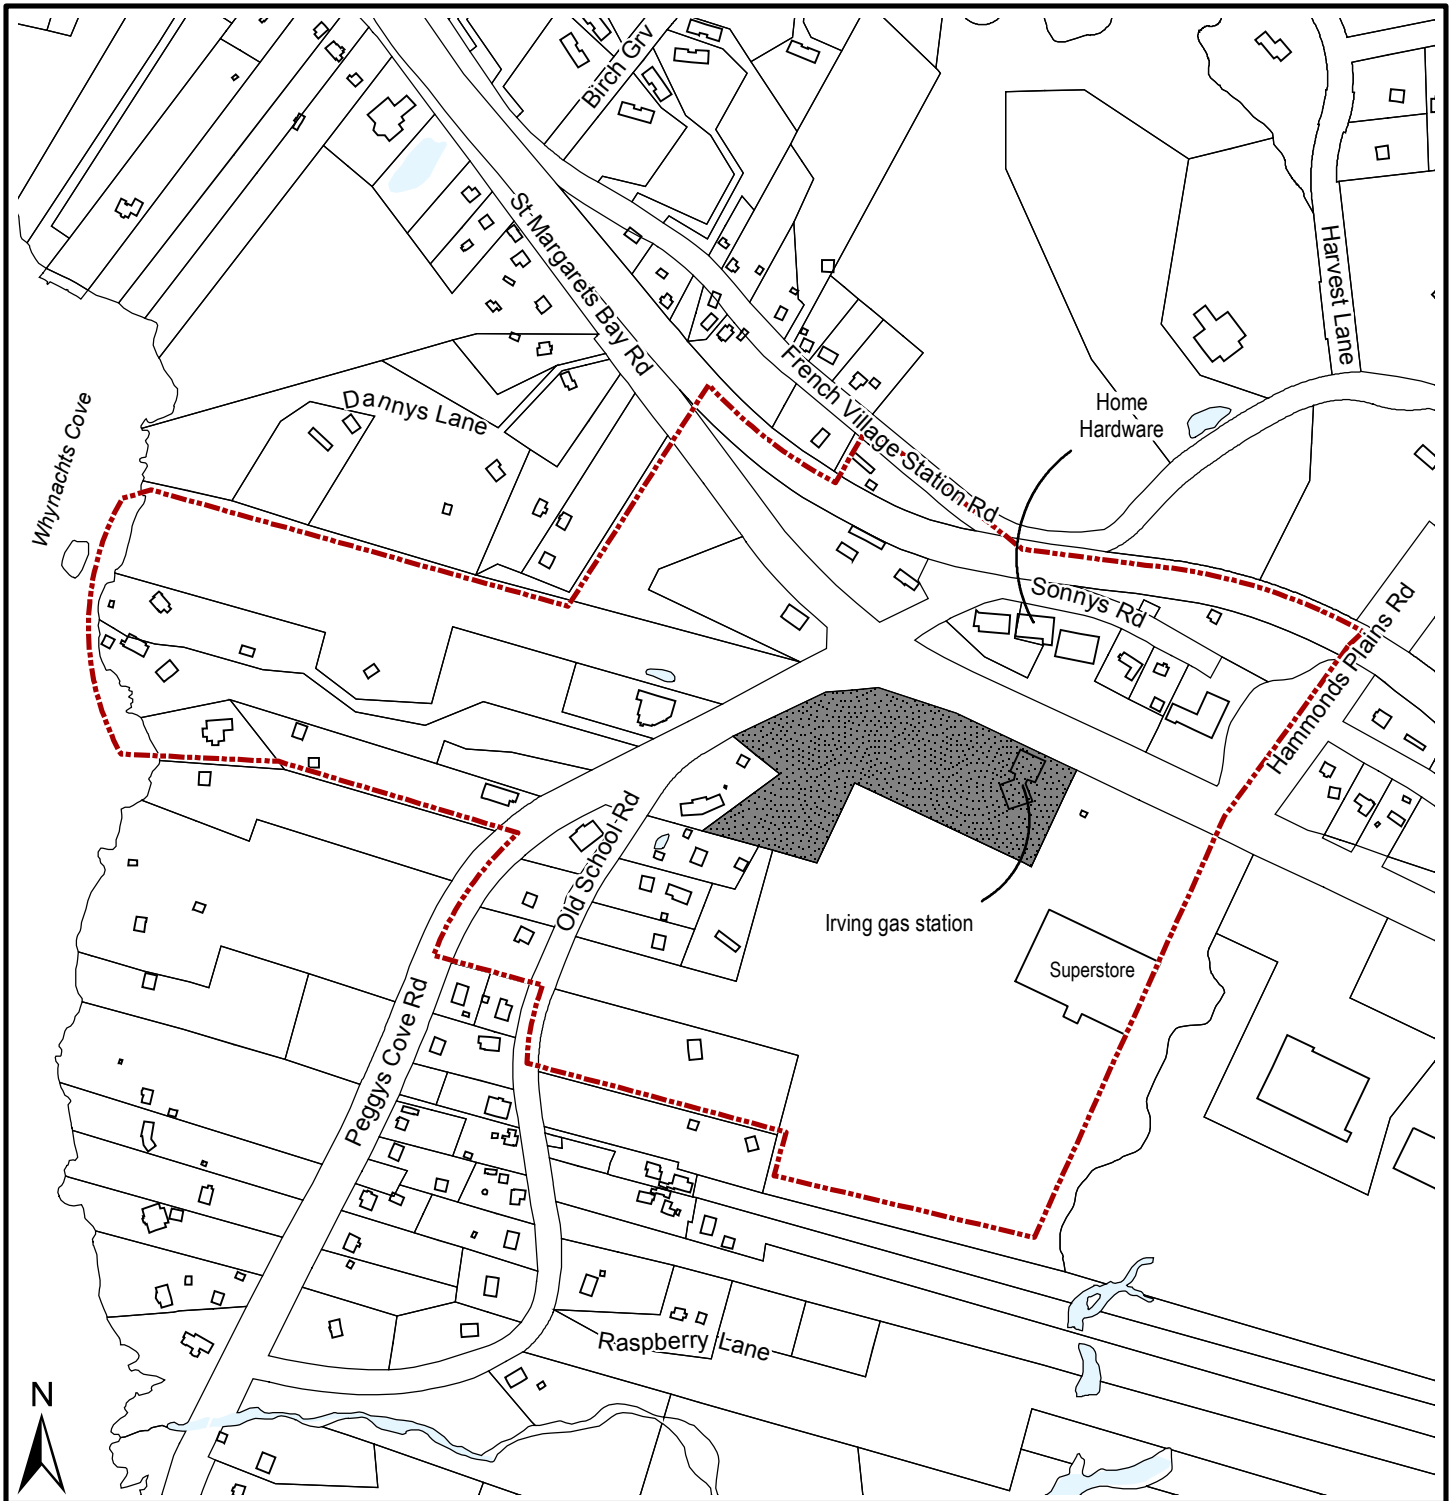 Birch Grv
St Margarets Bay Rd
Harvest Lane
French Village Station Rd
Dannys Lane
Home
Hardware
Whynachts Cove
Sonnys Rd
Hammonds Plains Rd
Old School Rd
Irving gas station
Superstore
Peggys Cove Rd
Raspberry Lane
N